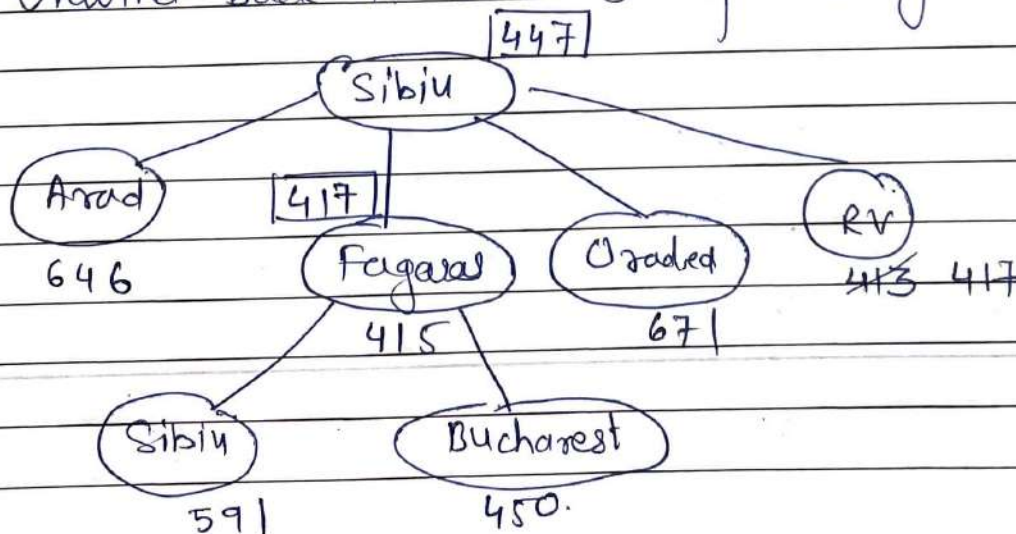 447
Sibiu
Arad
417
Fagaras
Oradea
RV
646
415
671
413 417
Sibiu
Bucharest
591
450.